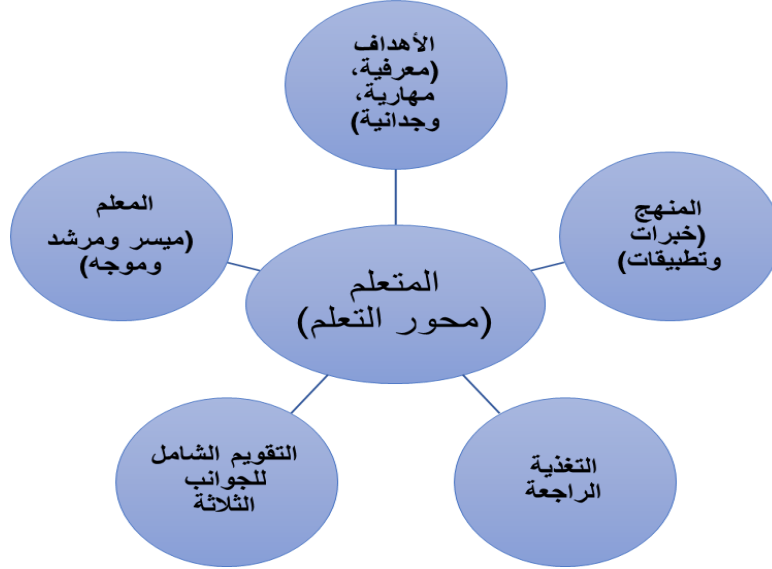 الأهداف
(معرفية،
مهارية،
وجدانية)
المنهج
(خبرات
وتطبيقات)
المعلم
(ميسر ومرشد
وموجه)
المتعلم
(محور التعلم)
التغذية
الراجعة
التقويم الشامل
للجوانب
الثلاثة